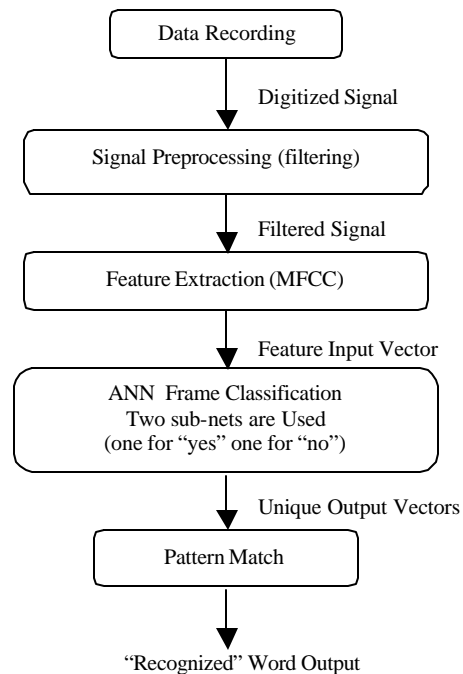 Data Recording
Digitized Signal
Signal Preprocessing (filtering)
Filtered Signal
Feature Extraction (MFCC)
Feature Input Vector
ANN Frame Classification
Two sub-nets are Used
(one for “yes” one for “no”)
Unique Output Vectors
Pattern Match
“Recognized” Word Output